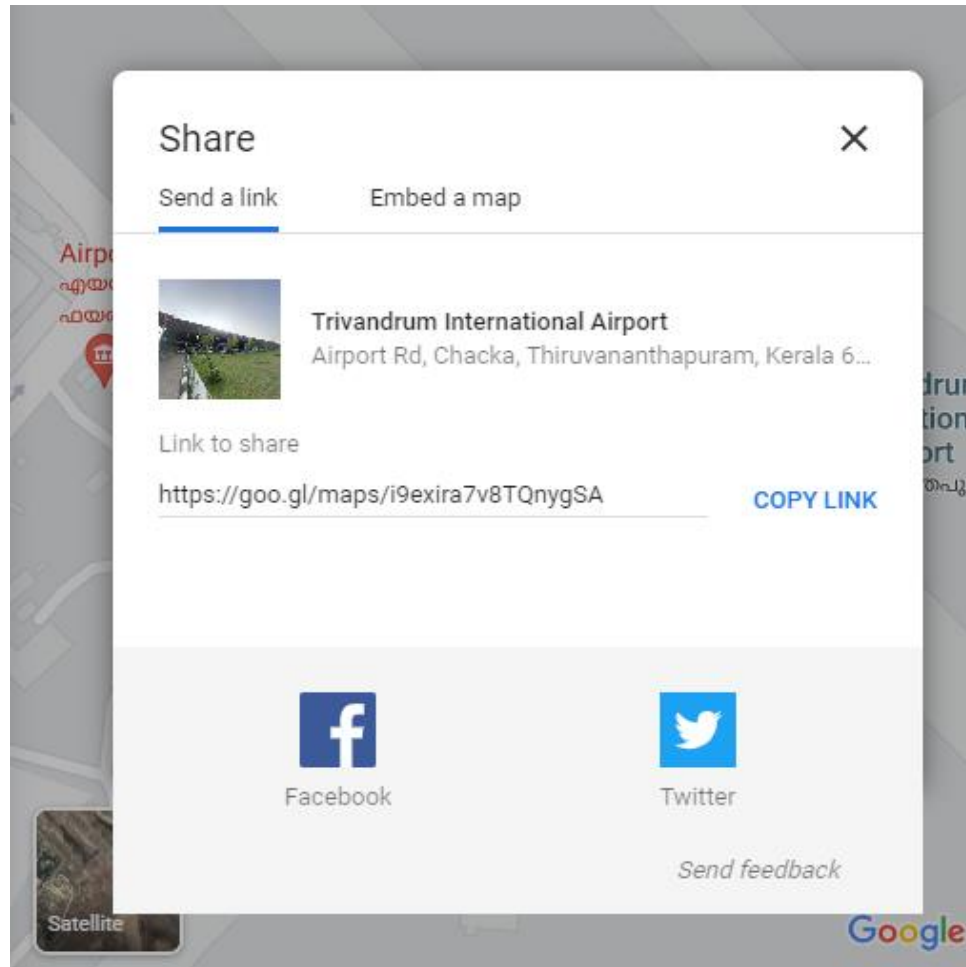 Share
Send a link
Embed a map
Trivandrum International Airport
Airport Rd, Chacka, Thiruvananthapuram, Kerala 6...
Link to share
https://goo.gl/maps/i9exira7v8TQnygSA
COPY LINK
Facebook
Twitter
Send feedback
Satellite
Google